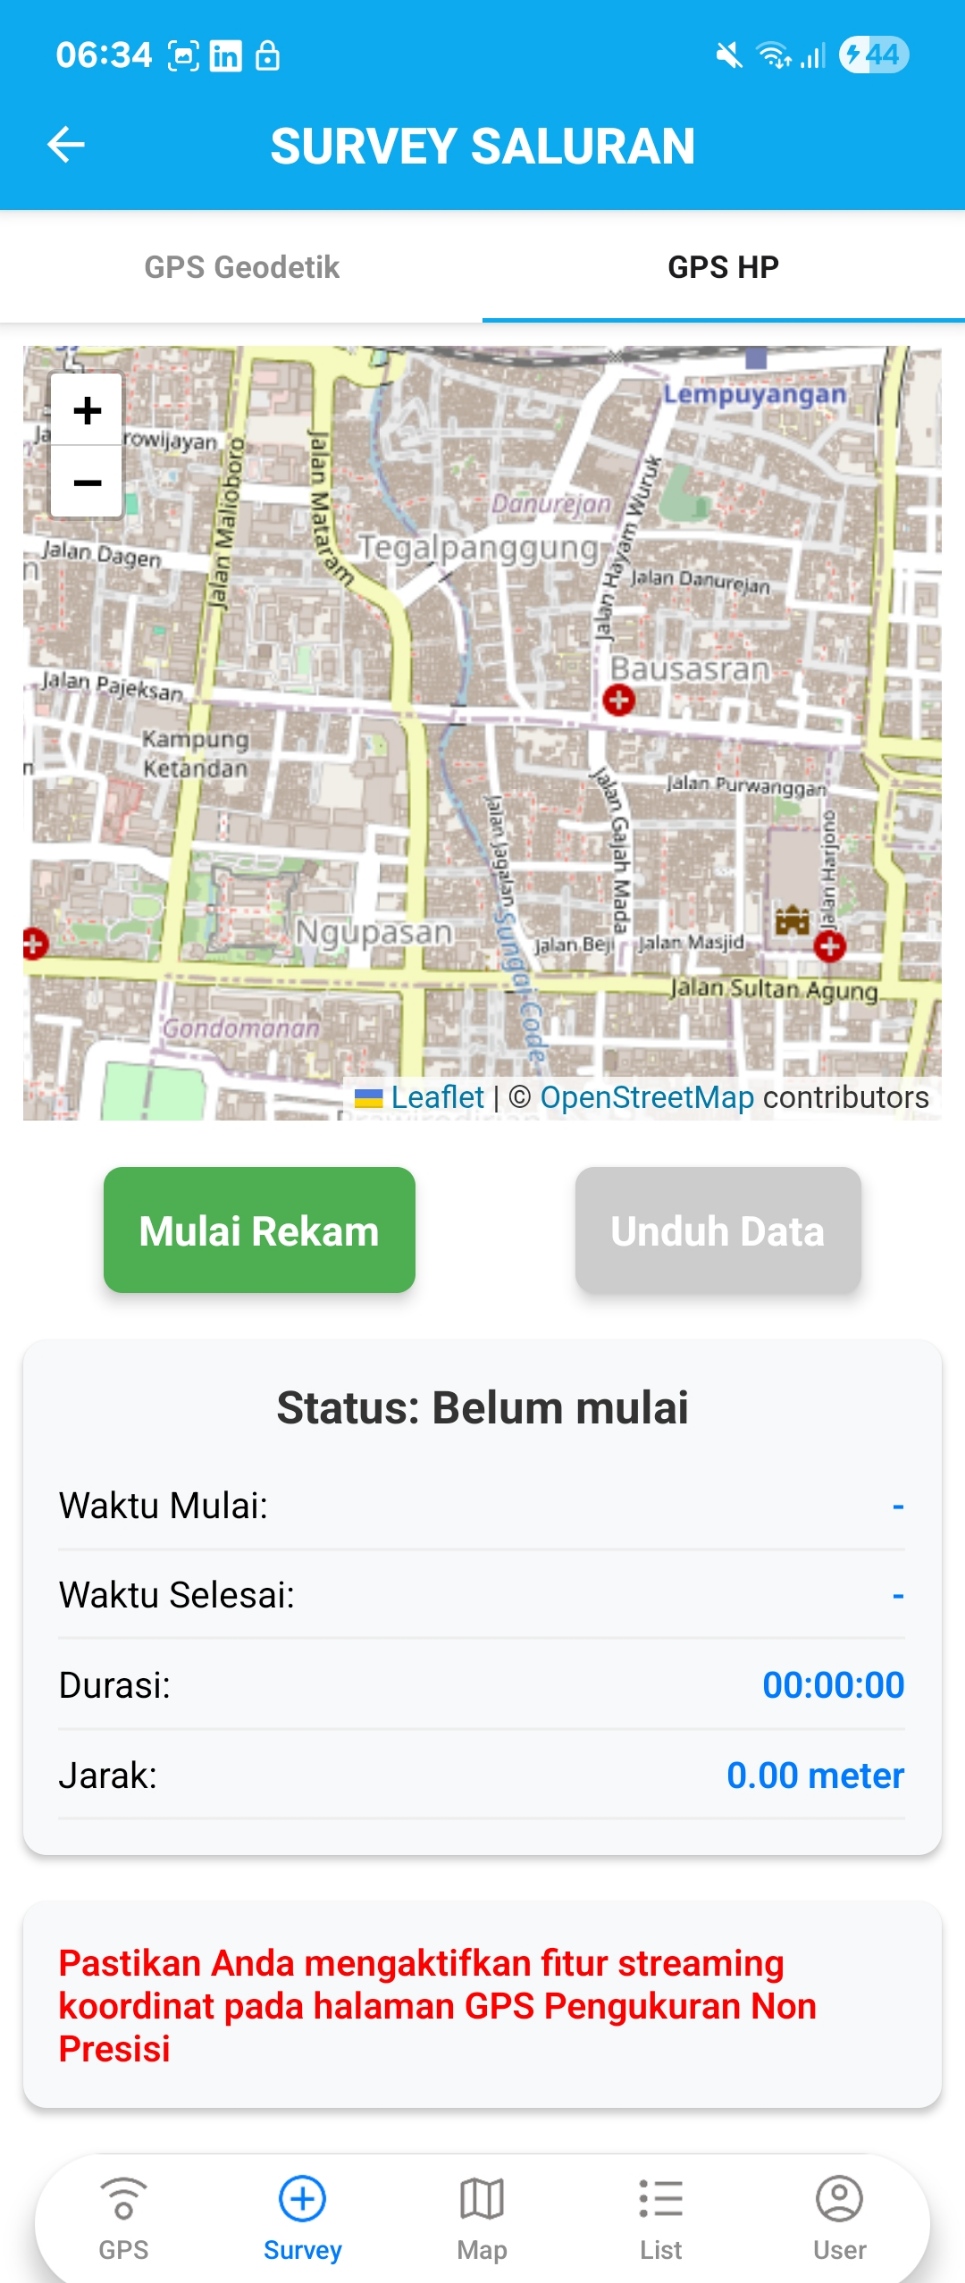 06:34
in
44
SURVEY SALURAN
GPS Geodetik
GPS HP
+
−
Lempuyangan
rowijayan
Jalan Malioboro
Jalan Mataram
Danurejan
Jalan Hayam Wuruk
Jalan Dagen
Tegalpanggung
Jalan Danurejan
Bausasran
Jalan Pajeksan
Kampung
Ketandan
Jalan Purwanggan
Jalan Jagalan
Jalan Gajah Mada
Jalan Harjono
Ngupasan
Sungai Code
Jalan Beji
Jalan Masjid
Jalan Sultan Agung
Gondomanan
Leaflet | © OpenStreetMap contributors
Mulai Rekam
Unduh Data
Status: Belum mulai
Waktu Mulai: -
Waktu Selesai: -
Durasi: 00:00:00
Jarak: 0.00 meter
Pastikan Anda mengaktifkan fitur streaming
koordinat pada halaman GPS Pengukuran Non
Presisi
GPS
Survey
Map
List
User